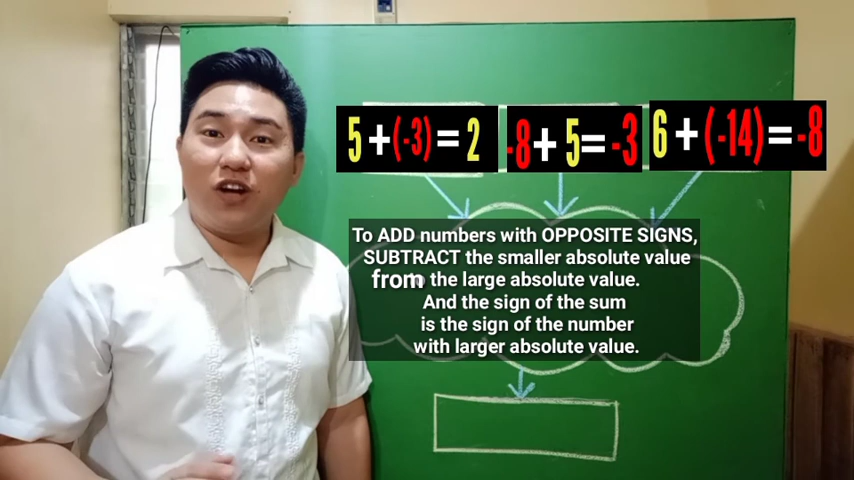 5 + (-3) = 2
-8 + 5 = -3
6 + (-14) = -8
To ADD numbers with OPPOSITE SIGNS,
SUBTRACT the smaller absolute value
from the large absolute value.
And the sign of the sum
is the sign of the number
with larger absolute value.